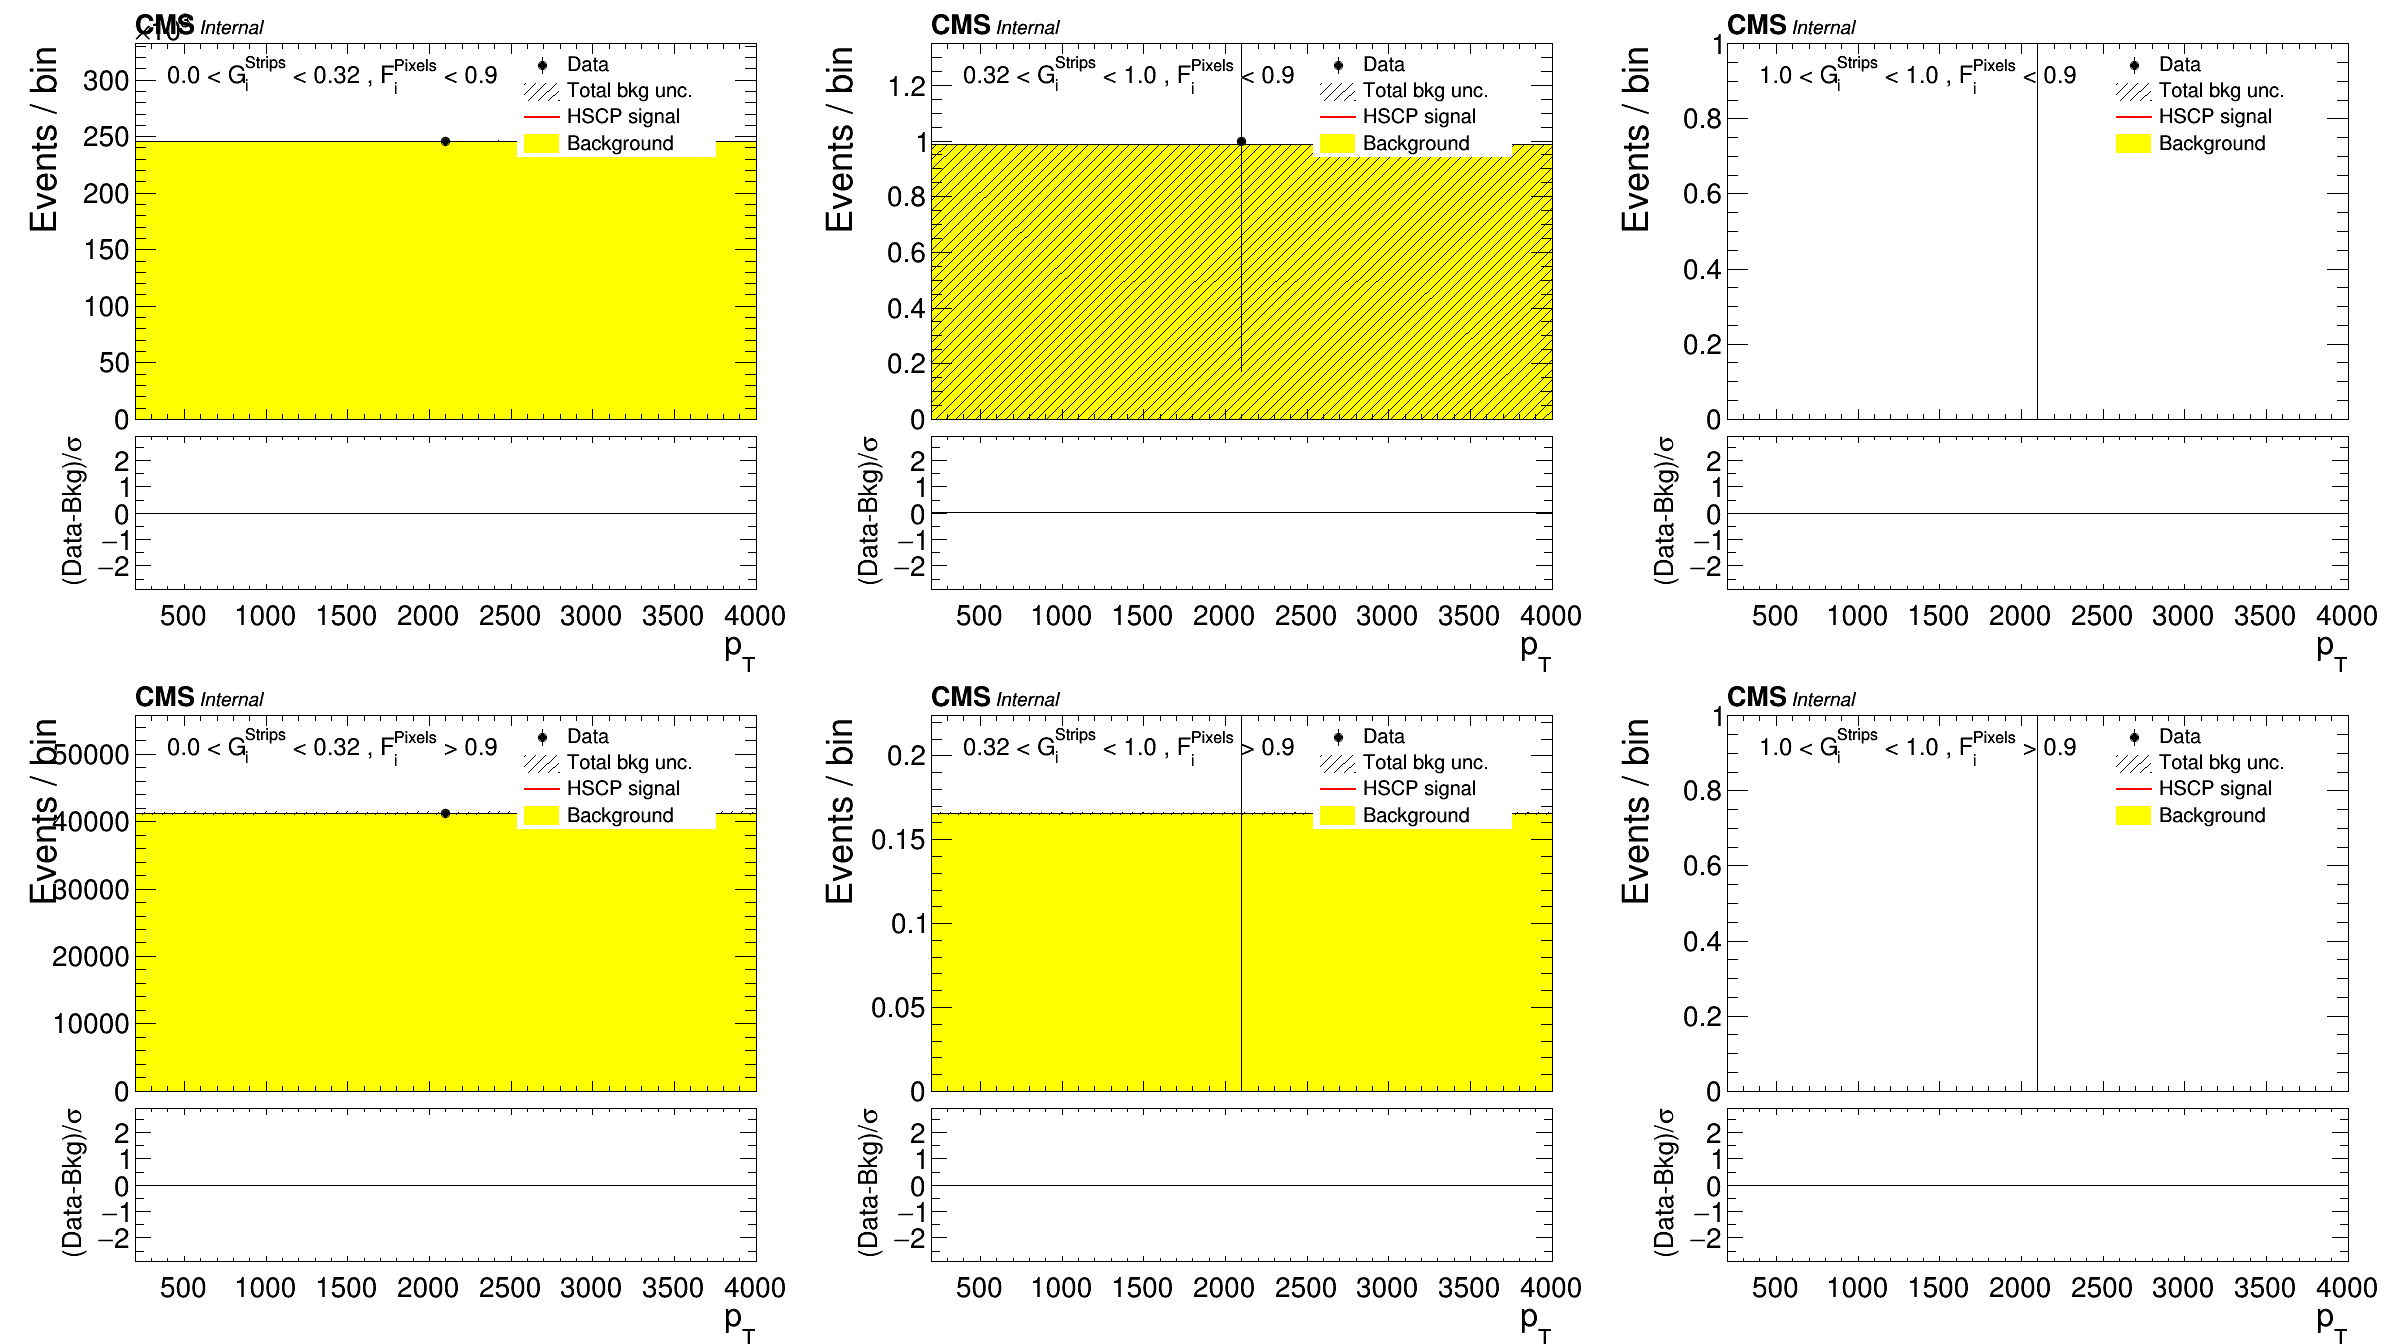 CMS Internal
×10³
Events / bin
0.0 < G_i^Strips < 0.32 , F_i^Pixels < 0.9
Data
Total bkg unc.
HSCP signal
Background
300
250
200
150
100
50
0
(Data-Bkg)/σ
2
1
0
−1
−2
500 1000 1500 2000 2500 3000 3500 4000
p_T
CMS Internal
Events / bin
0.32 < G_i^Strips < 1.0 , F_i^Pixels < 0.9
Data
Total bkg unc.
HSCP signal
Background
1.2
1
0.8
0.6
0.4
0.2
0
(Data-Bkg)/σ
2
1
0
−1
−2
500 1000 1500 2000 2500 3000 3500 4000
p_T
CMS Internal
Events / bin
1.0 < G_i^Strips < 1.0 , F_i^Pixels < 0.9
Data
Total bkg unc.
HSCP signal
Background
1
0.8
0.6
0.4
0.2
0
(Data-Bkg)/σ
2
1
0
−1
−2
500 1000 1500 2000 2500 3000 3500 4000
p_T
CMS Internal
Events / bin
0.0 < G_i^Strips < 0.32 , F_i^Pixels > 0.9
Data
Total bkg unc.
HSCP signal
Background
50000
40000
30000
20000
10000
0
(Data-Bkg)/σ
2
1
0
−1
−2
500 1000 1500 2000 2500 3000 3500 4000
p_T
CMS Internal
Events / bin
0.32 < G_i^Strips < 1.0 , F_i^Pixels > 0.9
Data
Total bkg unc.
HSCP signal
Background
0.2
0.15
0.1
0.05
0
(Data-Bkg)/σ
2
1
0
−1
−2
500 1000 1500 2000 2500 3000 3500 4000
p_T
CMS Internal
Events / bin
1.0 < G_i^Strips < 1.0 , F_i^Pixels > 0.9
Data
Total bkg unc.
HSCP signal
Background
1
0.8
0.6
0.4
0.2
0
(Data-Bkg)/σ
2
1
0
−1
−2
500 1000 1500 2000 2500 3000 3500 4000
p_T